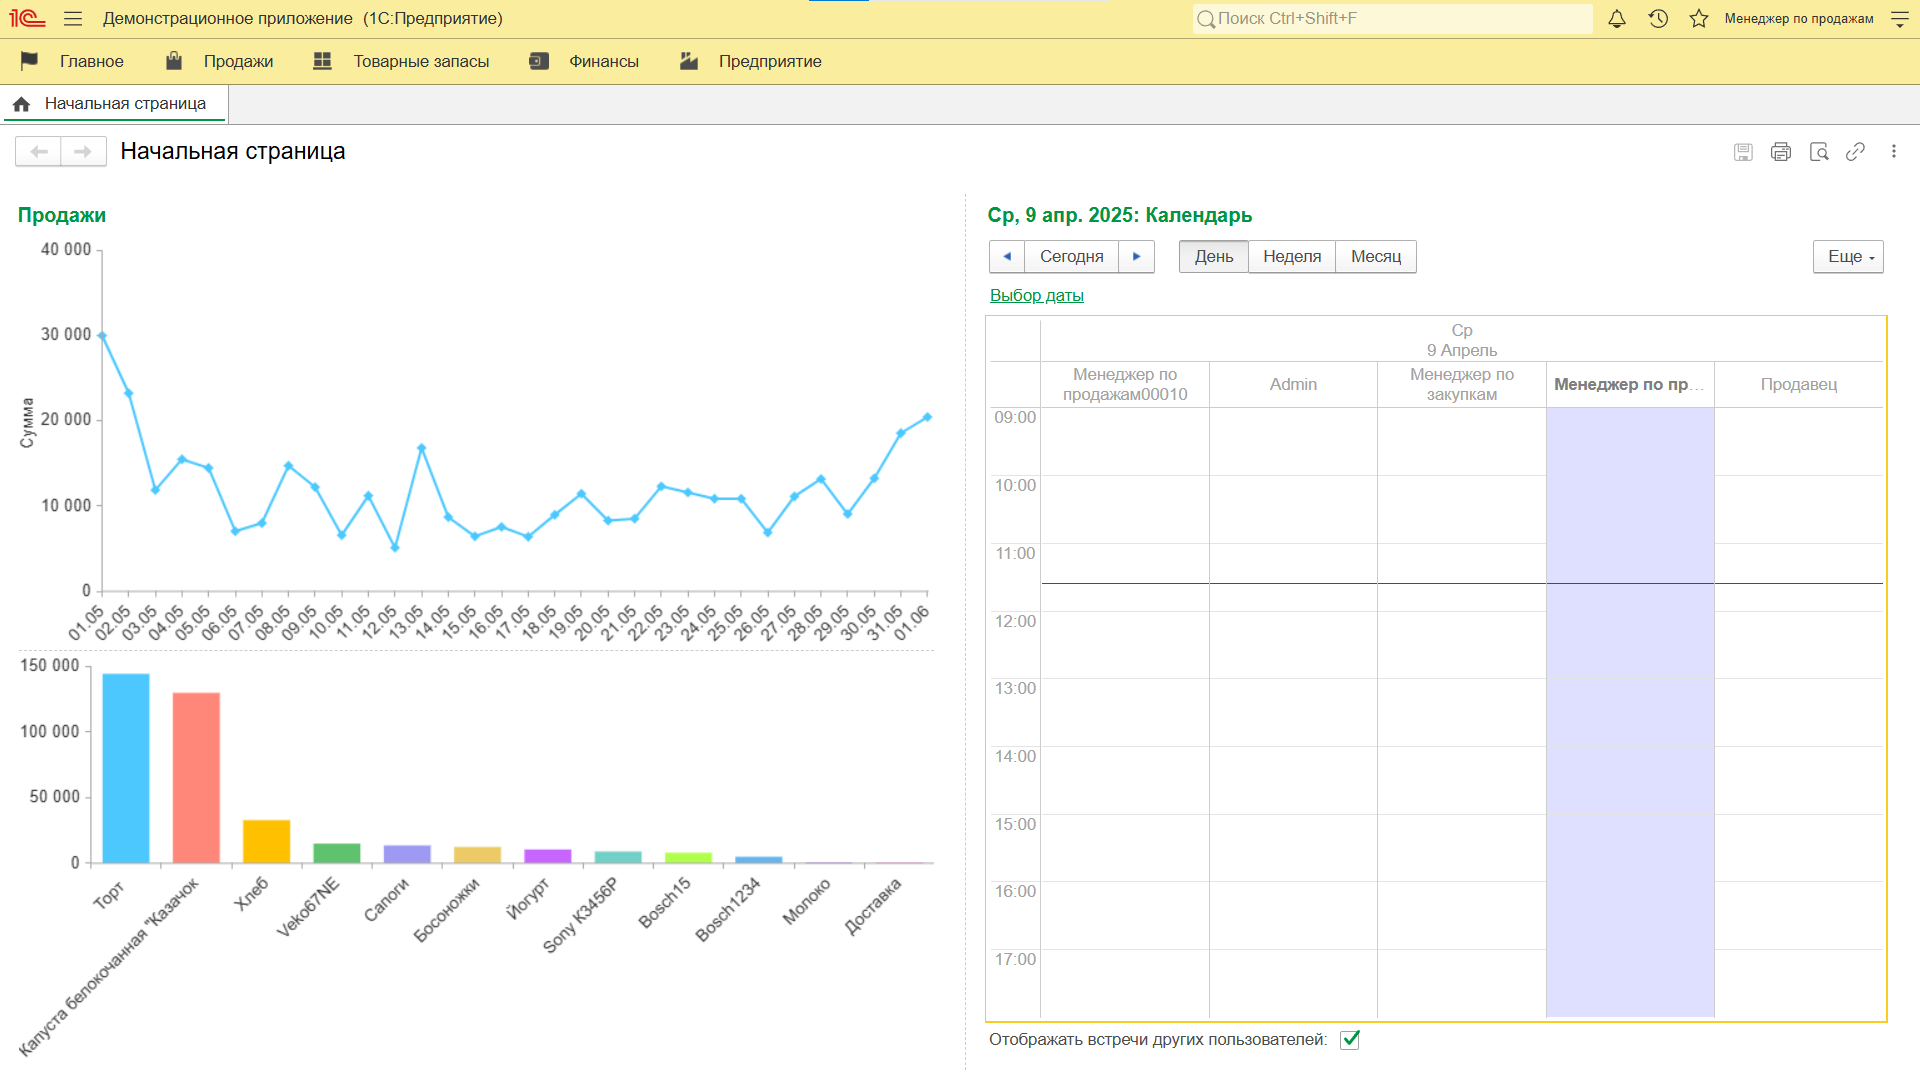 1С Демонстрационное приложение (1С:Предприятие)
Поиск Ctrl+Shift+F
Менеджер по продажам
Главное
Продажи
Товарные запасы
Финансы
Предприятие
Начальная страница
Начальная страница
Продажи
40 000
30 000
20 000
10 000
0
Сумма
01.05
02.05
03.05
04.05
05.05
06.05
07.05
08.05
09.05
10.05
11.05
12.05
13.05
14.05
15.05
16.05
17.05
18.05
19.05
20.05
21.05
22.05
23.05
24.05
25.05
26.05
27.05
28.05
29.05
30.05
31.05
01.06
150 000
100 000
50 000
0
Торт
Капуста белокочанная "Казачок
Хлеб
Veko67NE
Сапоги
Босоножки
Йогурт
Sony К3456P
Bosch15
Bosch1234
Молоко
Доставка
Ср, 9 апр. 2025: Календарь
Сегодня
День
Неделя
Месяц
Еще
Выбор даты
Ср
9 Апрель
Менеджер по
продажам00010
Admin
Менеджер по
закупкам
Менеджер по пр...
Продавец
09:00
10:00
11:00
12:00
13:00
14:00
15:00
16:00
17:00
Отображать встречи других пользователей: